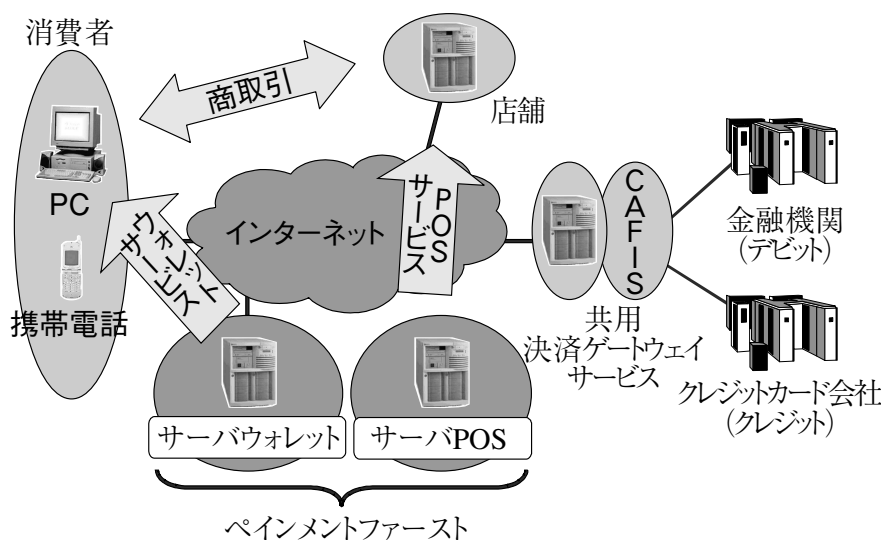 消費者
商取引
店舗
PC
携帯電話
ウォレット
サービスト
インターネット
POS
サービス
CAFIS
共用
決済ゲートウェイ
サービス
金融機関
(デビット)
クレジットカード会社
(クレジット)
サーバウォレット
サーバPOS
ペインメントファースト